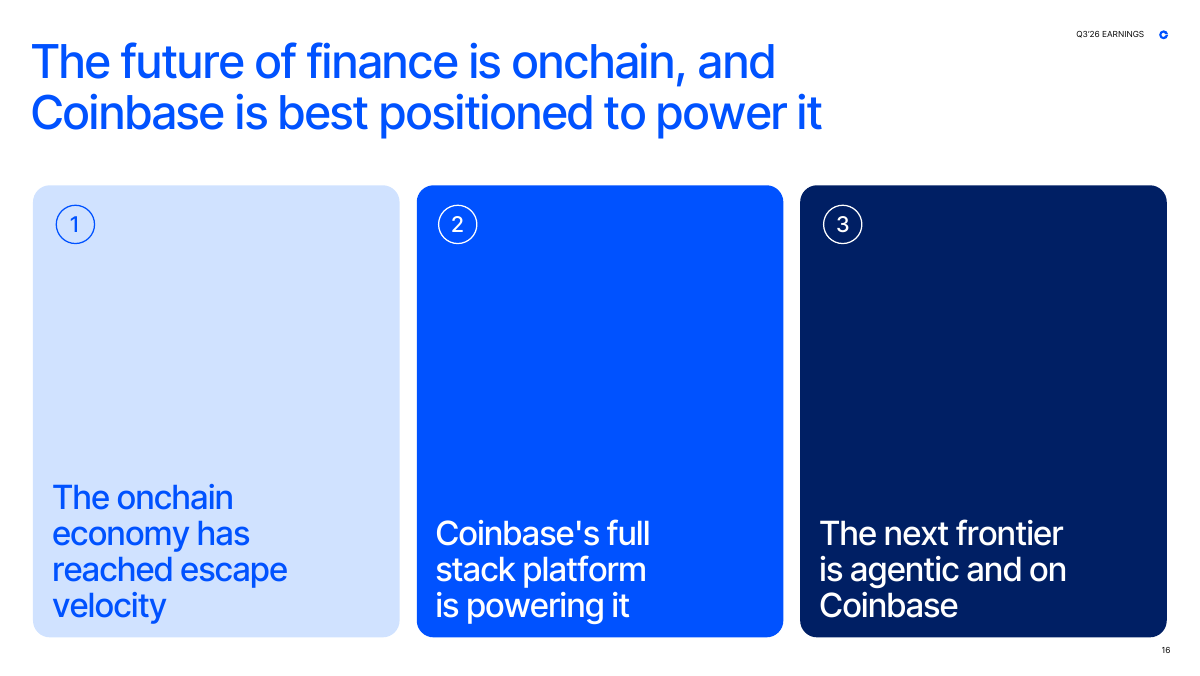 Q3'26 EARNINGS
The future of finance is onchain, and
Coinbase is best positioned to power it
1
The onchain
economy has
reached escape
velocity
2
Coinbase's full
stack platform
is powering it
3
The next frontier
is agentic and on
Coinbase
16